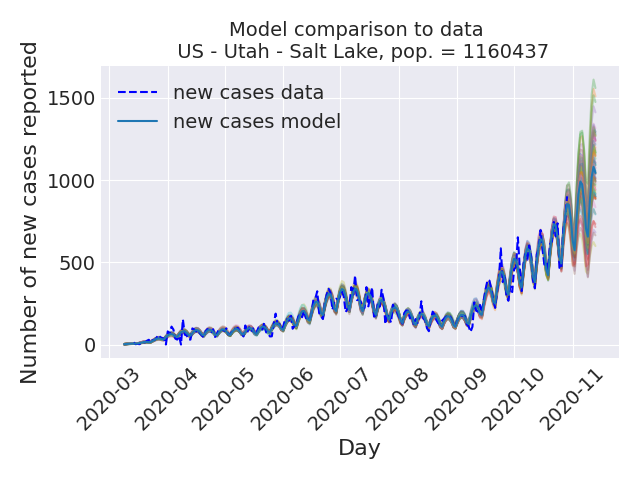 Model comparison to data
US - Utah - Salt Lake, pop. = 1160437
Number of new cases reported
new cases data
new cases model
1500
1000
500
0
2020-03
2020-04
2020-05
2020-06
2020-07
2020-08
2020-09
2020-10
2020-11
Day